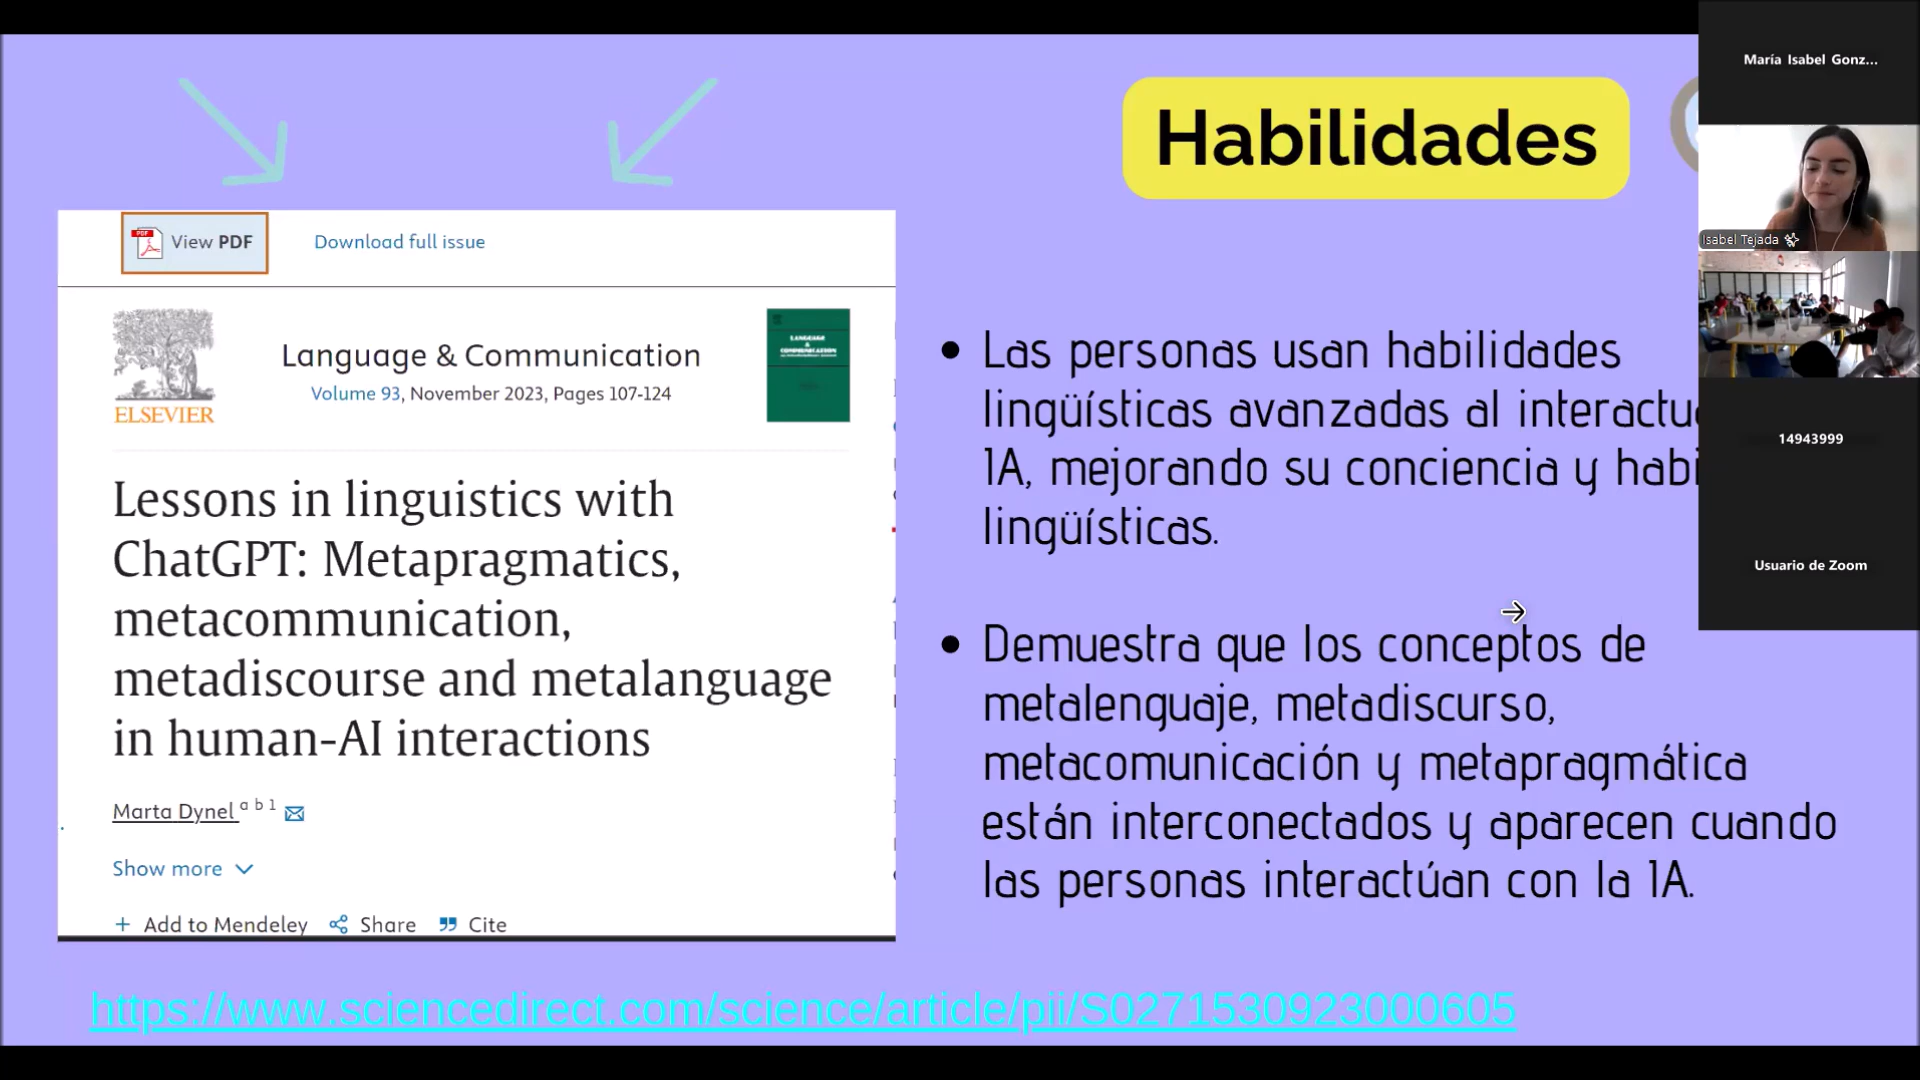 Habilidades
View PDF
Download full issue
ELSEVIER
Language & Communication
Volume 93, November 2023, Pages 107-124
LANGUAGE
&
COMMUNICATION
Lessons in linguistics with
ChatGPT: Metapragmatics,
metacommunication,
metadiscourse and metalanguage
in human-AI interactions
Marta Dynel a b 1
Show more
Add to Mendeley
Share
Cite
Las personas usan habilidades
lingüísticas avanzadas al
IA, mejorando su conciencia y
lingüísticas.
Demuestra que los conceptos de
metalenguaje, metadiscurso,
metacomunicación y metapragmática
están interconectados y aparecen cuando
las personas interactúan con la IA.
https://www.sciencedirect.com/science/article/pii/S0271530923000605
María Isabel Gonz...
Isabel Tejada
14943999
Usuario de Zoom